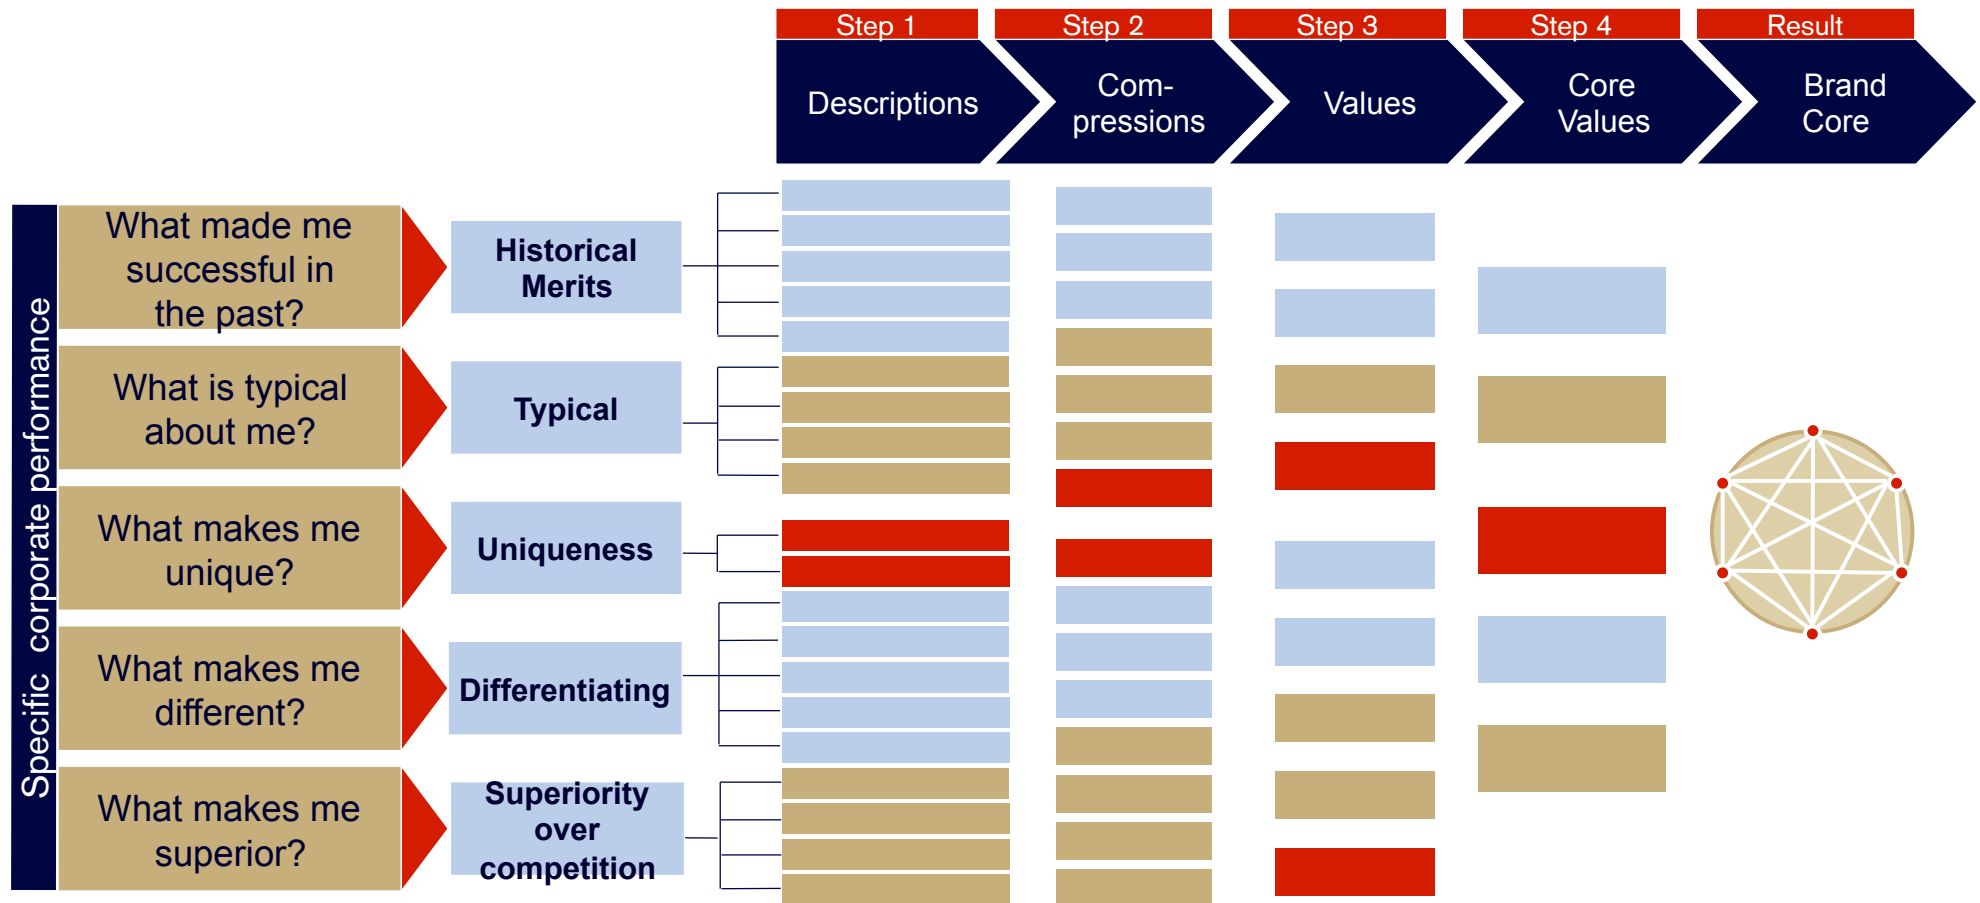 Step 1
Step 2
Step 3
Step 4
Result
Descriptions
Com-
pressions
Values
Core
Values
Brand
Core
Specific corporate performance
What made me
successful in
the past?
Historical
Merits
What is typical
about me?
Typical
What makes me
unique?
Uniqueness
What makes me
different?
Differentiating
What makes me
superior?
Superiority
over
competition